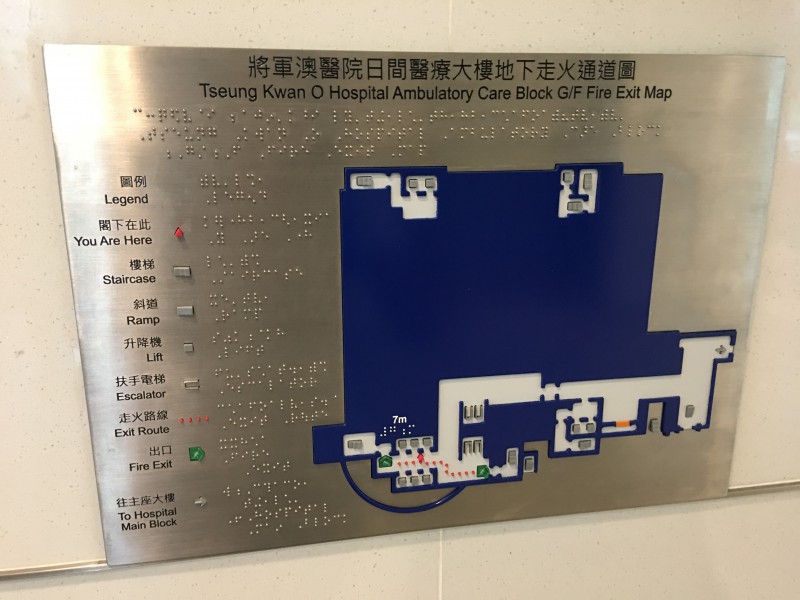 將軍澳醫院日間醫療大樓地下走火通道圖
Tseung Kwan O Hospital Ambulatory Care Block G/F Fire Exit Map
圖例
Legend
閣下在此
You Are Here
樓梯
Staircase
斜道
Ramp
升降機
Lift
扶手電梯
Escalator
走火路線
Exit Route
出口
Fire Exit
往主座大樓
To Hospital
Main Block
7m